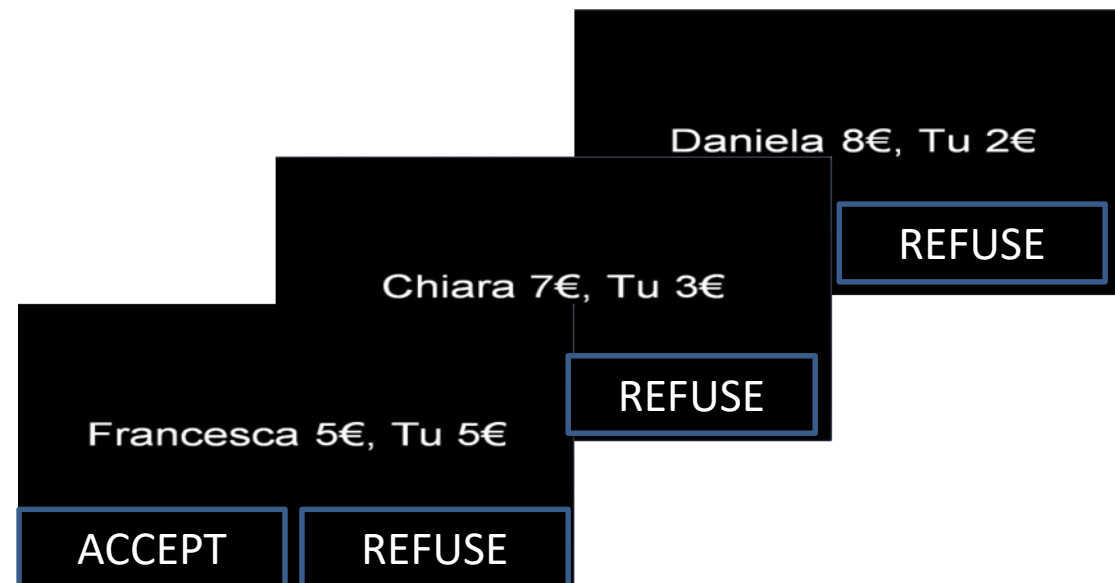 Daniela 8€, Tu 2€
REFUSE
Chiara 7€, Tu 3€
REFUSE
Francesca 5€, Tu 5€
ACCEPT REFUSE